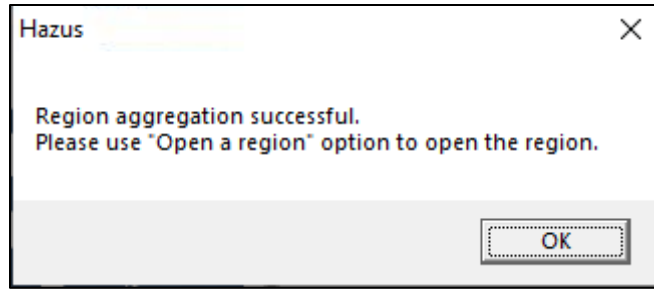 Hazus
Region aggregation successful.
Please use "Open a region" option to open the region.
OK